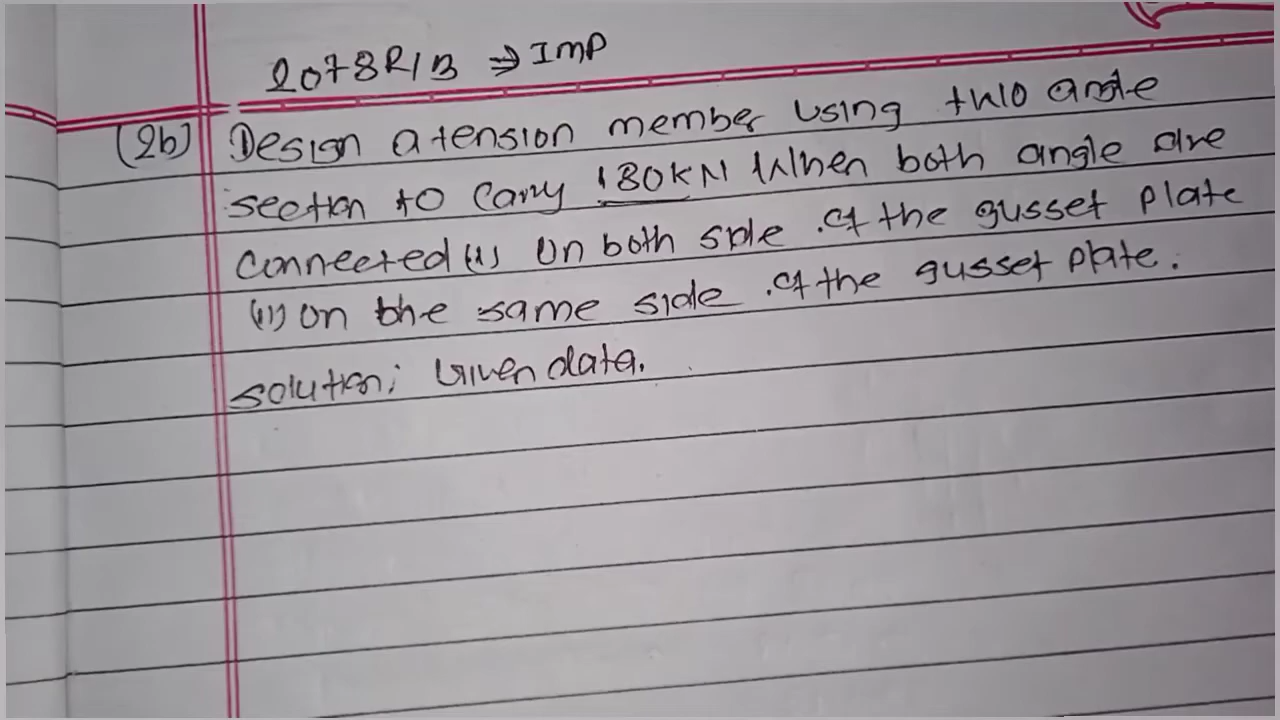 2078R/B ⇒ IMP
(2b) Design a tension member using two angle
section to carry 180KN When both angle are
connected (i) On both side of the gusset plate
(ii) on the same side of the gusset plate.
solution; Given data.